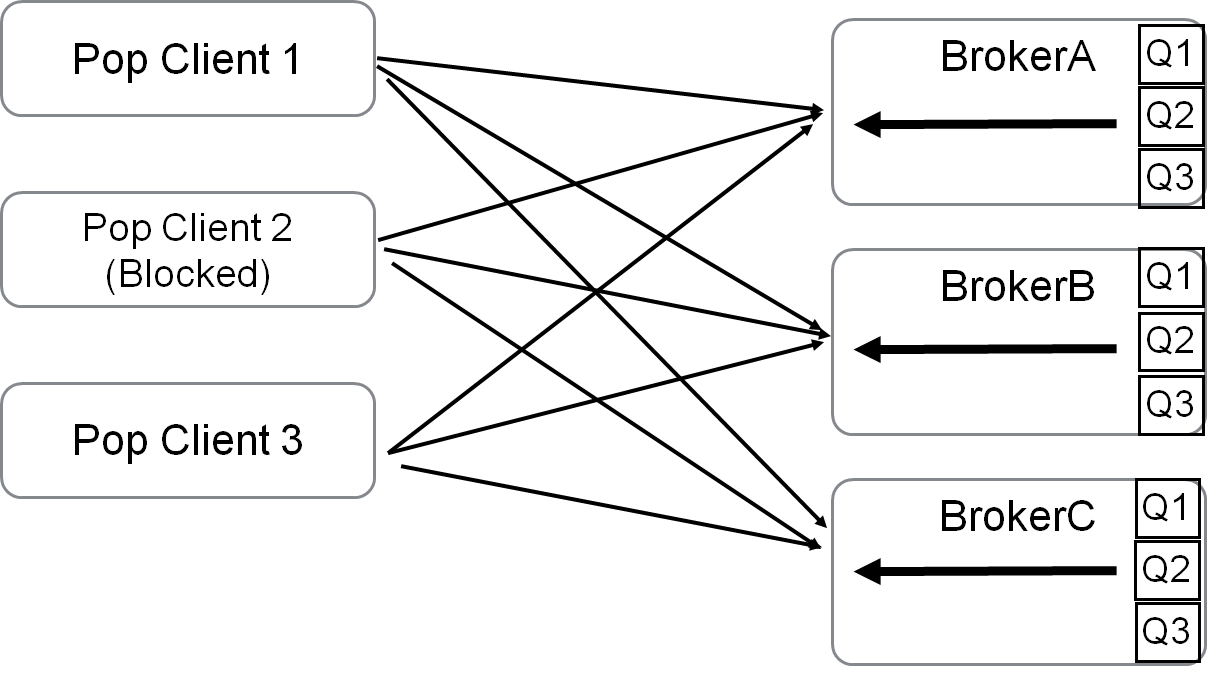 Pop Client 1
Pop Client 2
(Blocked)
Pop Client 3
BrokerA
Q1
Q2
Q3
BrokerB
Q1
Q2
Q3
BrokerC
Q1
Q2
Q3